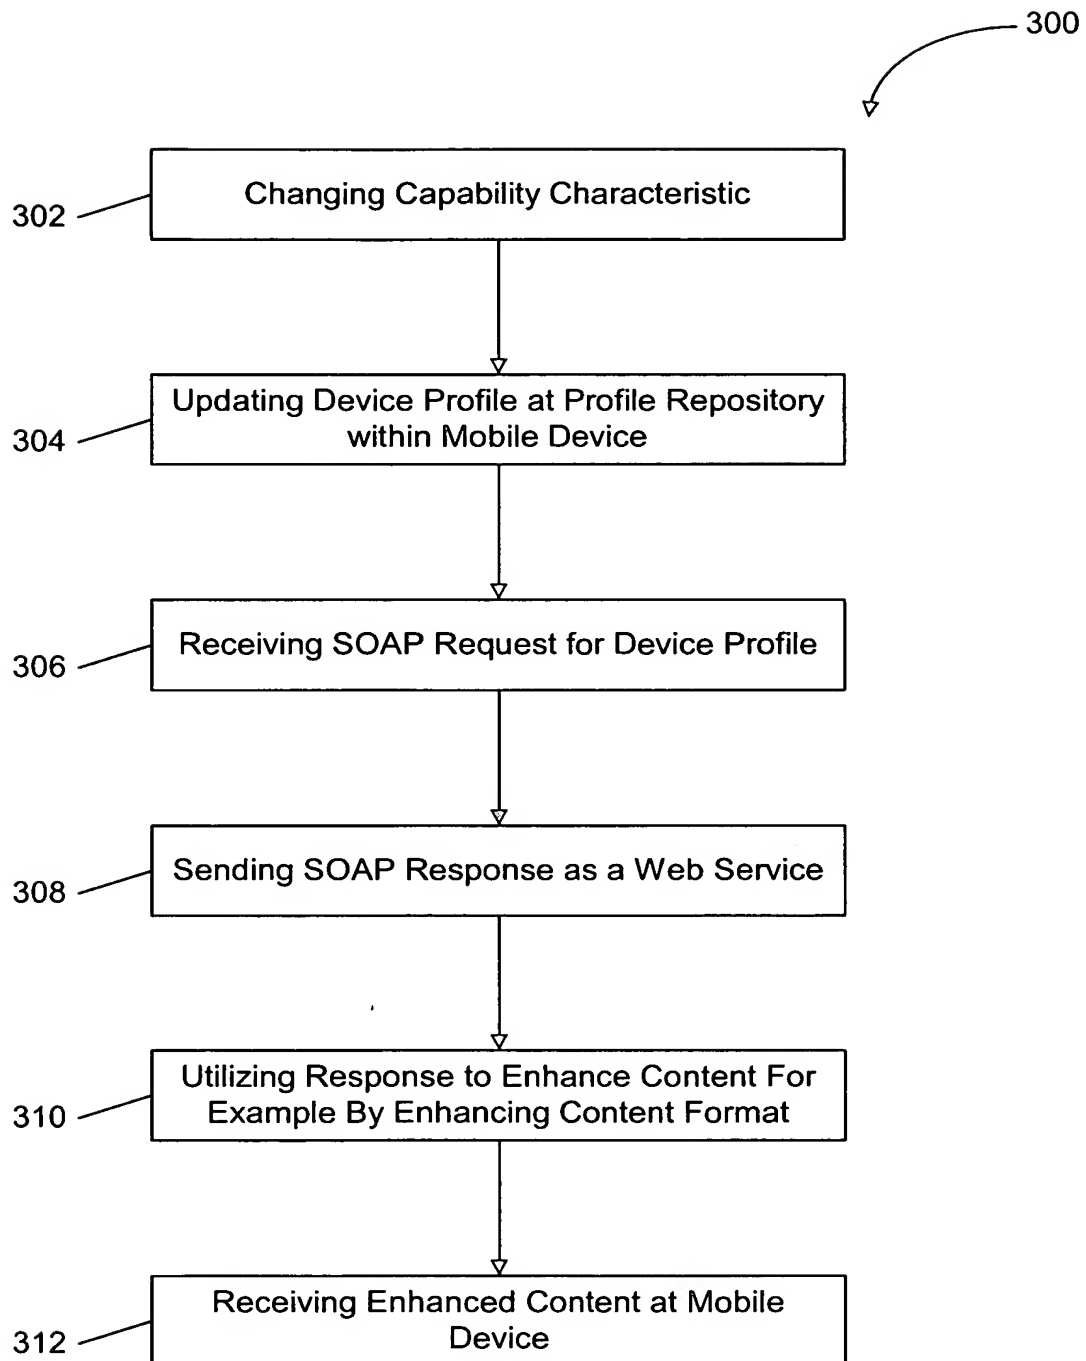 300
302
Changing Capability Characteristic
304
Updating Device Profile at Profile Repository
within Mobile Device
306
Receiving SOAP Request for Device Profile
308
Sending SOAP Response as a Web Service
310
Utilizing Response to Enhance Content For
Example By Enhancing Content Format
312
Receiving Enhanced Content at Mobile
Device